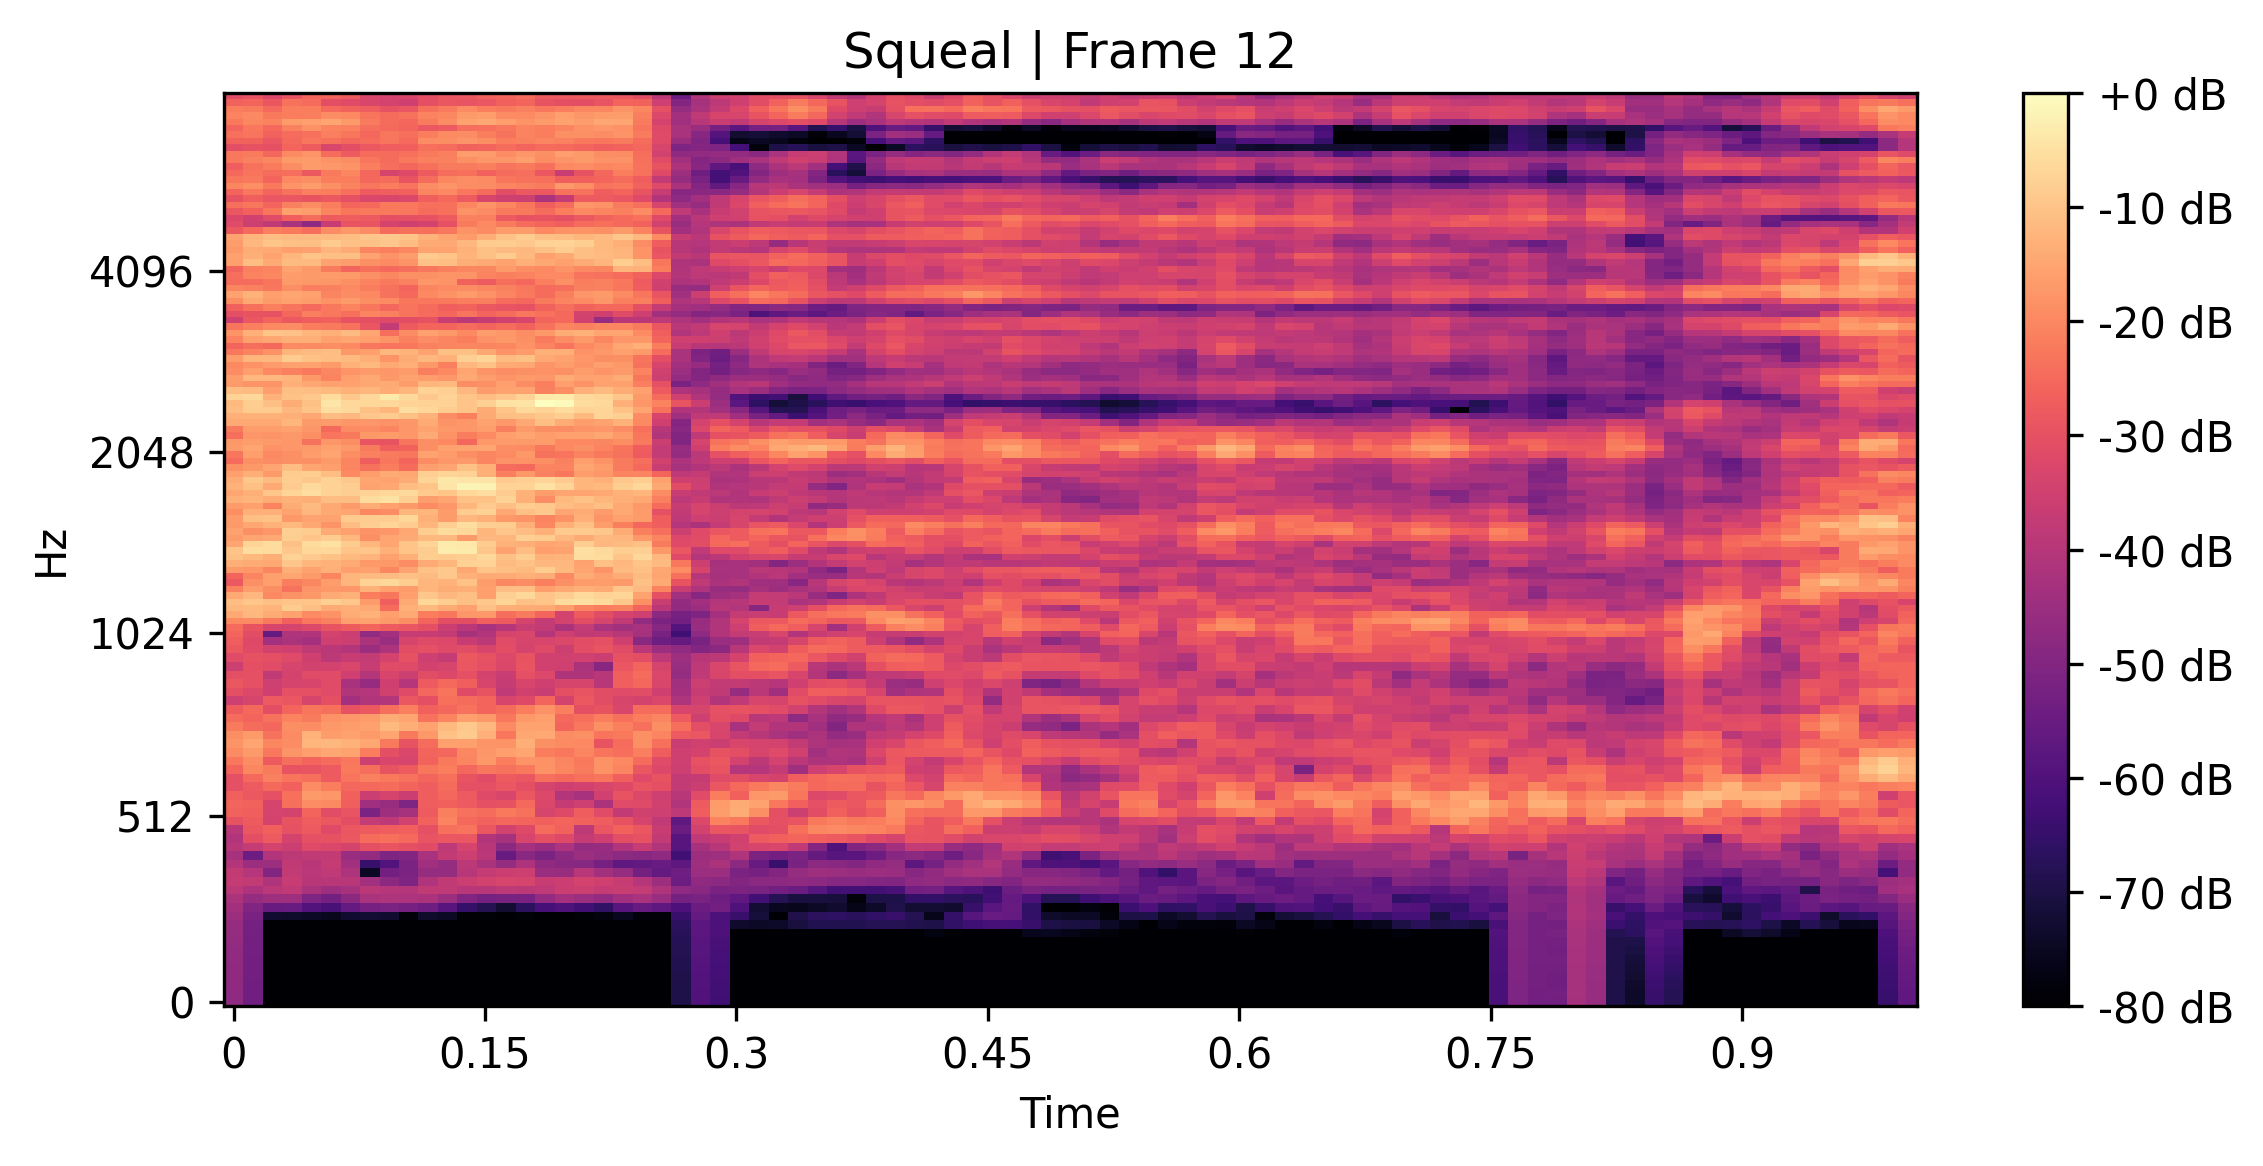 Squeal | Frame 12
+0 dB
-10 dB
-20 dB
-30 dB
-40 dB
-50 dB
-60 dB
-70 dB
-80 dB
Hz
4096
2048
1024
512
0
0 0.15 0.3 0.45 0.6 0.75 0.9
Time